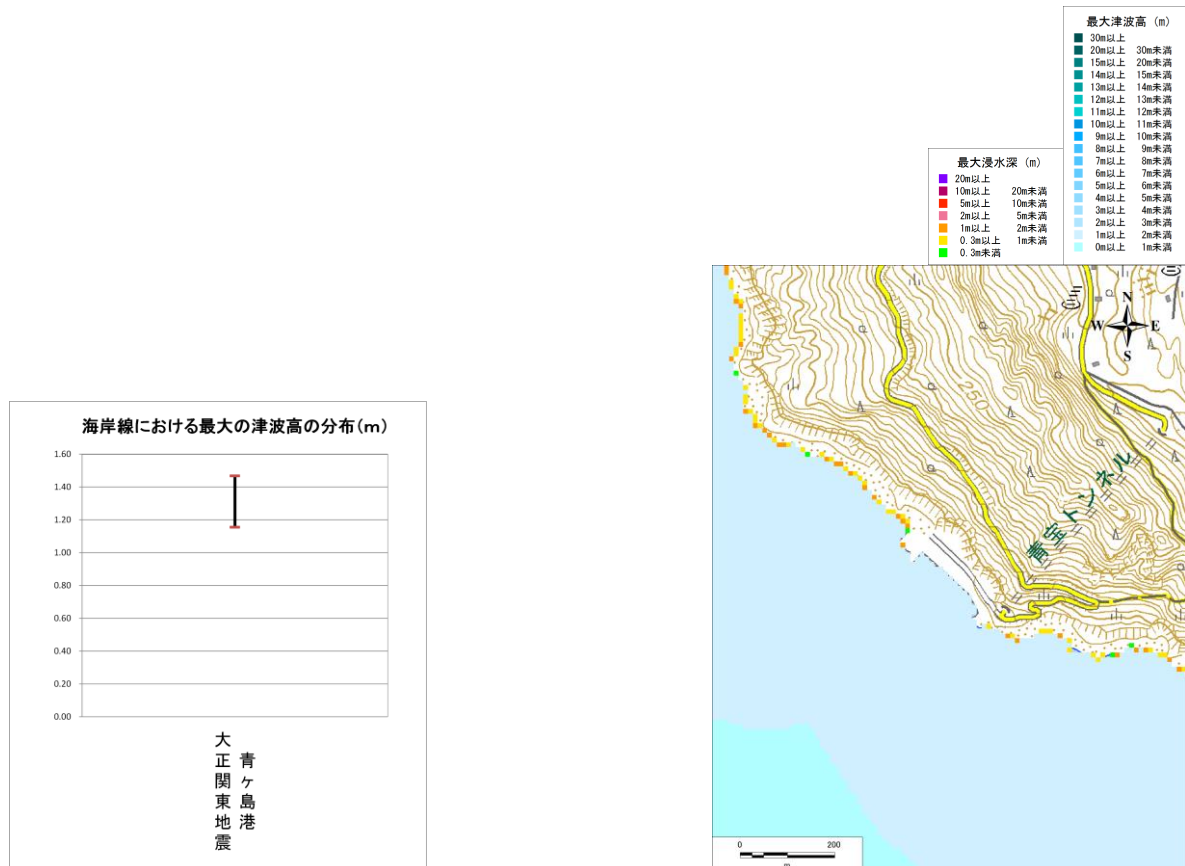 最大津波高 (m)
30m以上
20m以上 30m未満
15m以上 20m未満
14m以上 15m未満
13m以上 14m未満
12m以上 13m未満
11m以上 12m未満
10m以上 11m未満
9m以上 10m未満
8m以上 9m未満
7m以上 8m未満
6m以上 7m未満
5m以上 6m未満
4m以上 5m未満
3m以上 4m未満
2m以上 3m未満
1m以上 2m未満
0m以上 1m未満
最大浸水深 (m)
20m以上
10m以上 20m未満
5m以上 10m未満
2m以上 5m未満
1m以上 2m未満
0.3m以上 1m未満
0.3m未満
N
W E
S
250
青宝トンネル
0 200
m
海岸線における最大の津波高の分布(m)
1.60
1.40
1.20
1.00
0.80
0.60
0.40
0.20
0.00
青ヶ島港
大正関東地震